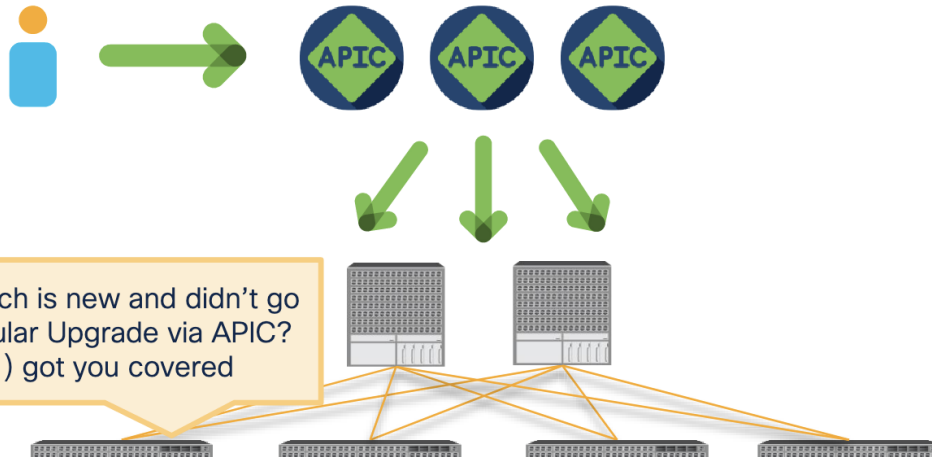 APIC APIC APIC
ch is new and didn't go
ular Upgrade via APIC?
) got you covered